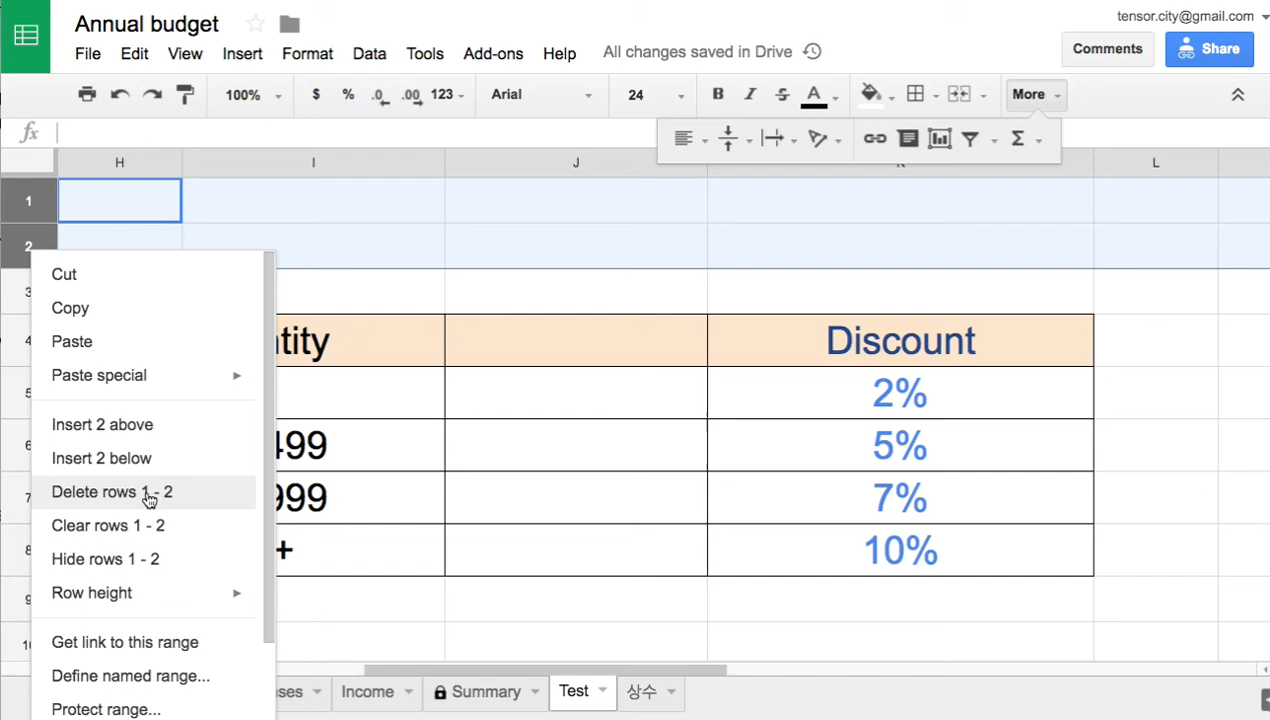 Annual budget
tensor.city@gmail.com
File Edit View Insert Format Data Tools Add-ons Help All changes saved in Drive
Comments Share
100% $ % .0 .00 123 Arial 24 B I S A More
fx
Σ
H I J K L
1
2
3
4
5
6
7
8
9
10
ntity Discount
2%
499 5%
999 7%
+ 10%
Cut
Copy
Paste
Paste special
Insert 2 above
Insert 2 below
Delete rows 1 - 2
Clear rows 1 - 2
Hide rows 1 - 2
Row height
Get link to this range
Define named range...
Protect range...
ses Income Summary Test 상수